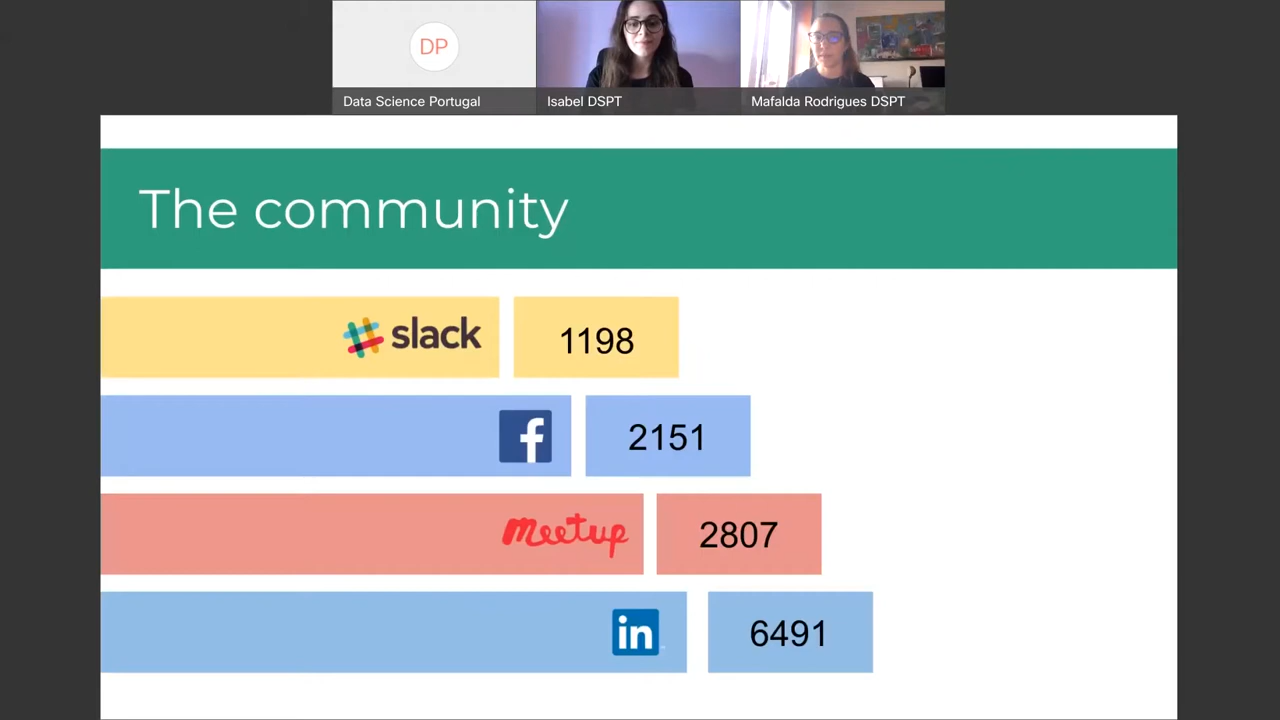 DP
Data Science Portugal
Isabel DSPT
Mafalda Rodrigues DSPT
The community
slack 1198
f 2151
meetup 2807
in 6491